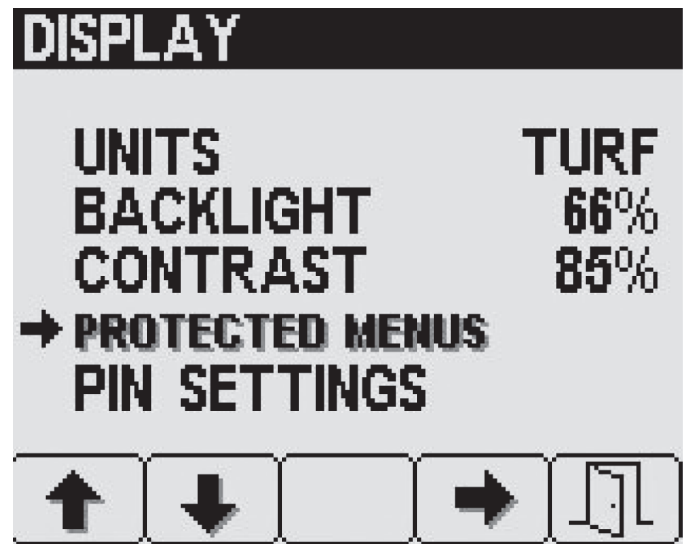 DISPLAY
UNITS TURF
BACKLIGHT 66%
CONTRAST 85%
PROTECTED MENUS
PIN SETTINGS